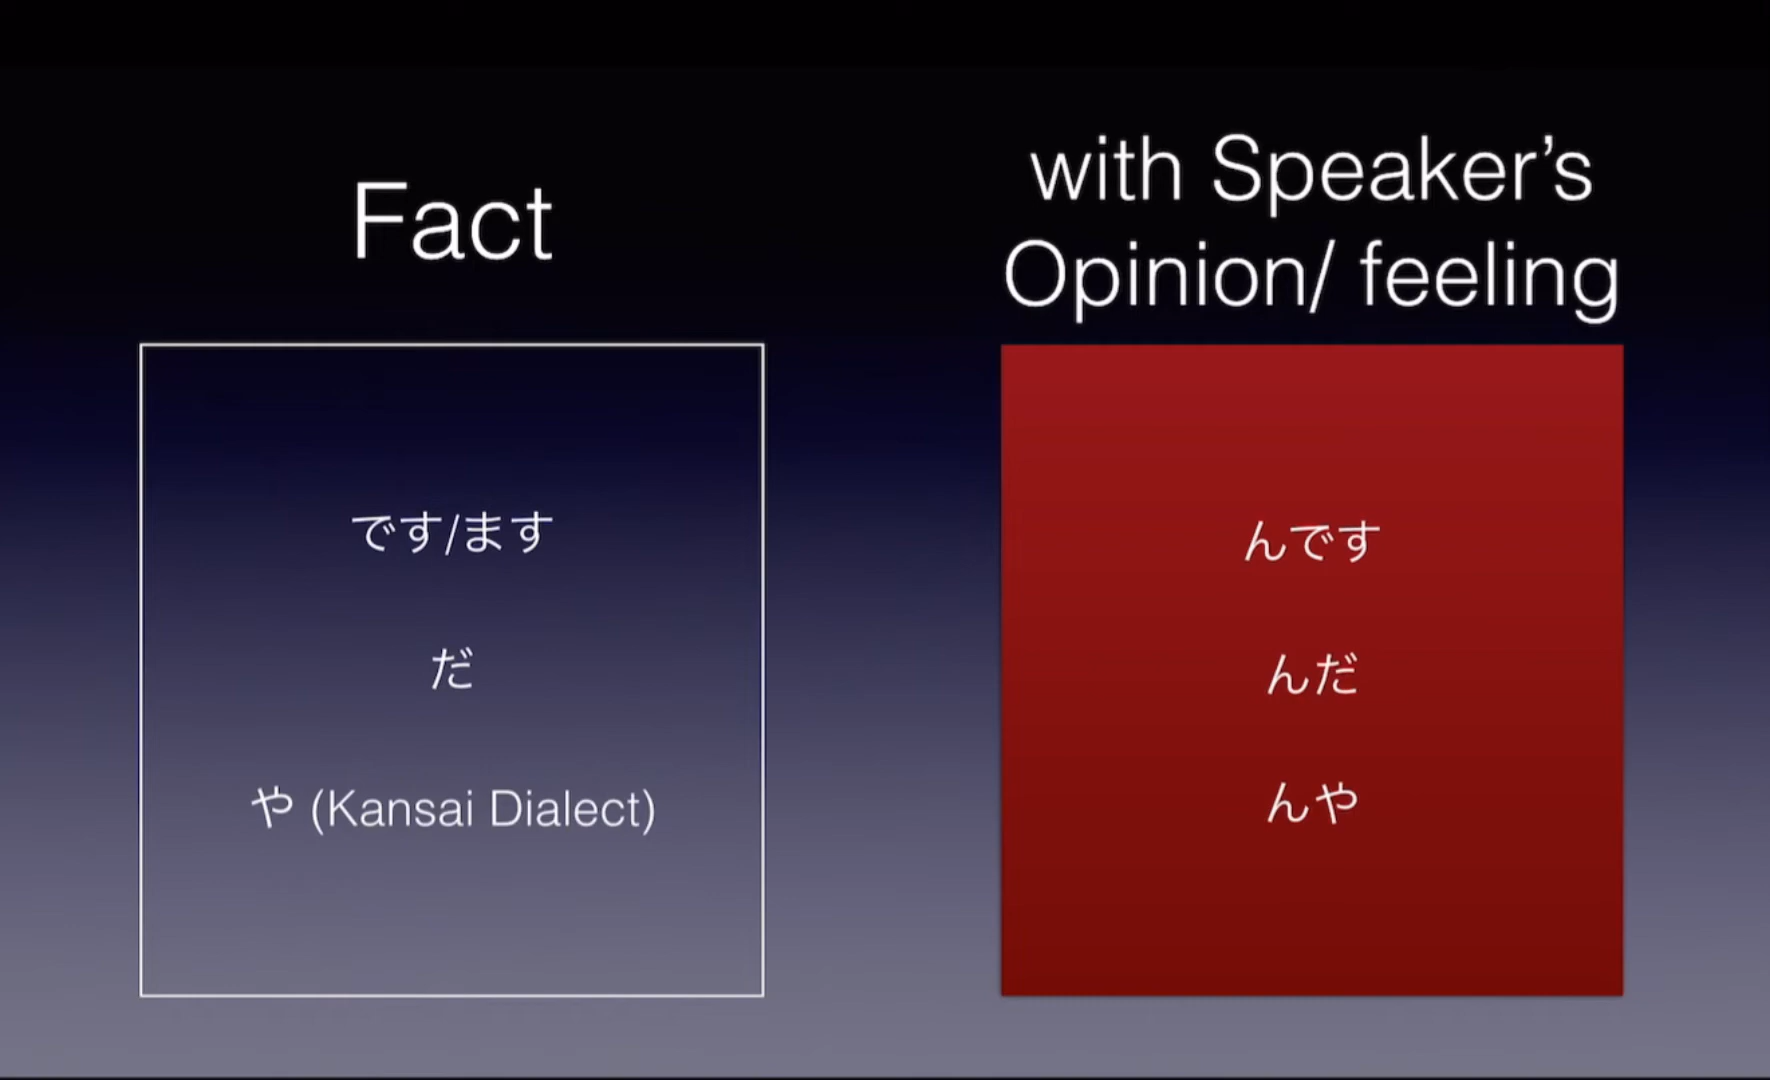 Fact
です/ます
だ
や (Kansai Dialect)
with Speaker’s
Opinion/ feeling
んです
んだ
んや